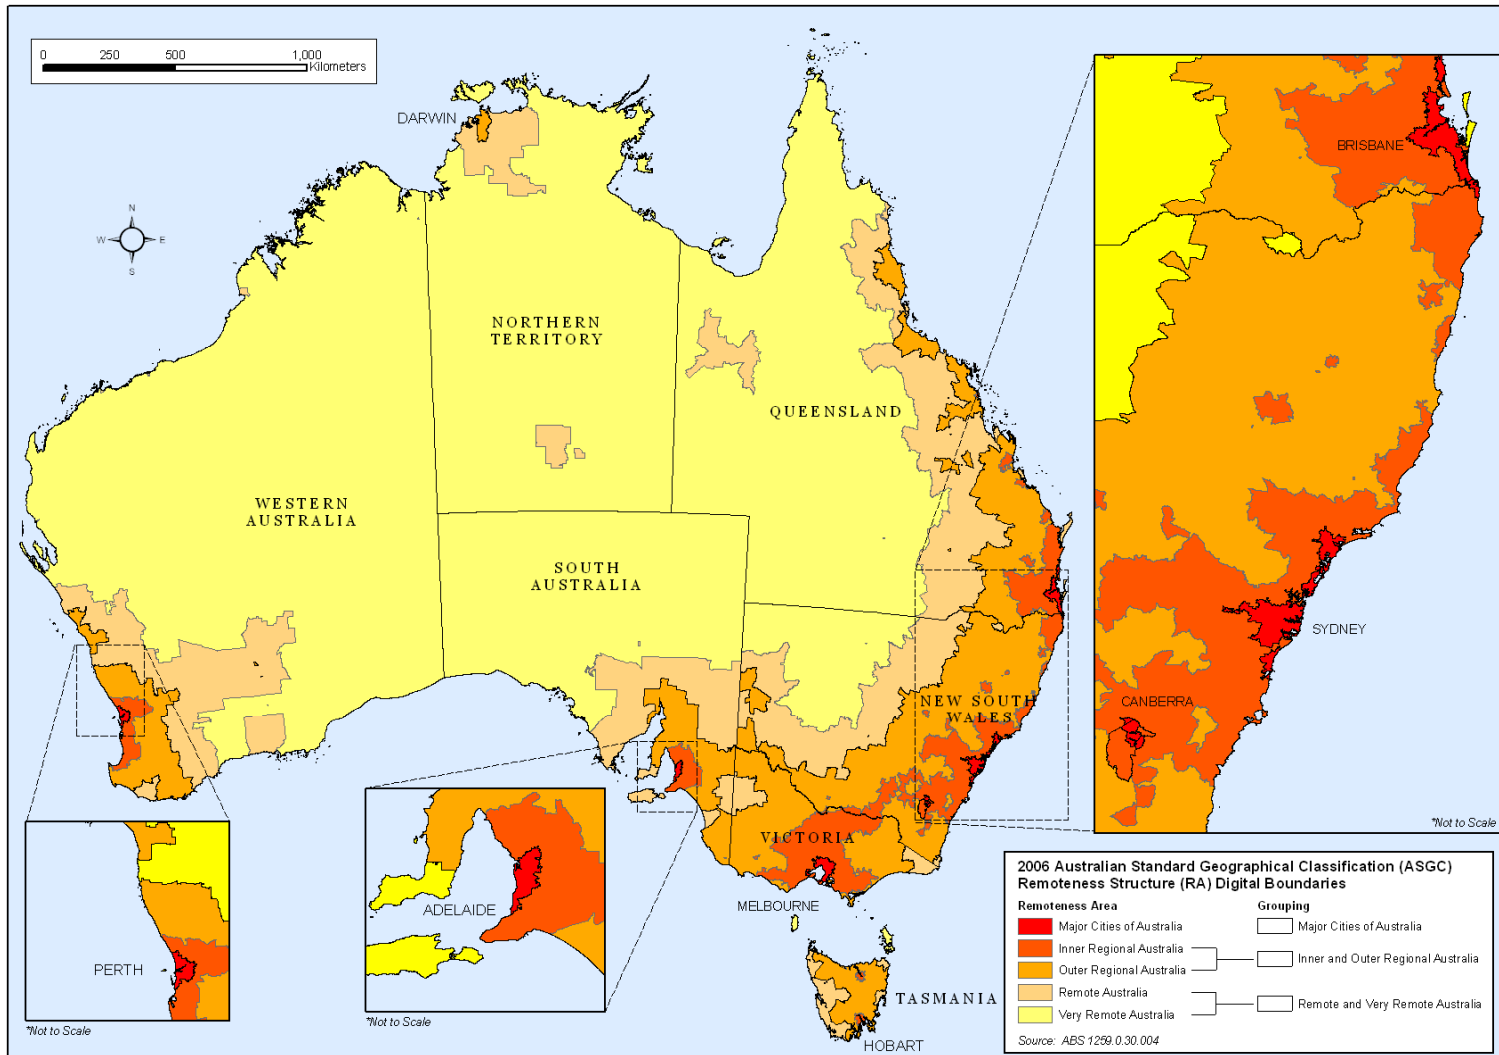 0 250 500 1,000
Kilometers
DARWIN
N
W E
S
NORTHERN
TERRITORY
QUEENSLAND
WESTERN
AUSTRALIA
SOUTH
AUSTRALIA
NEW SOUTH
WALES
VICTORIA
MELBOURNE
TASMANIA
HOBART
BRISBANE
SYDNEY
CANBERRA
*Not to Scale
PERTH
*Not to Scale
ADELAIDE
*Not to Scale
2006 Australian Standard Geographical Classification (ASGC)
Remoteness Structure (RA) Digital Boundaries
Remoteness Area Grouping
Major Cities of Australia Major Cities of Australia
Inner Regional Australia
Inner and Outer Regional Australia
Outer Regional Australia
Remote Australia
Remote and Very Remote Australia
Very Remote Australia
Source: ABS 1259.0.30.004